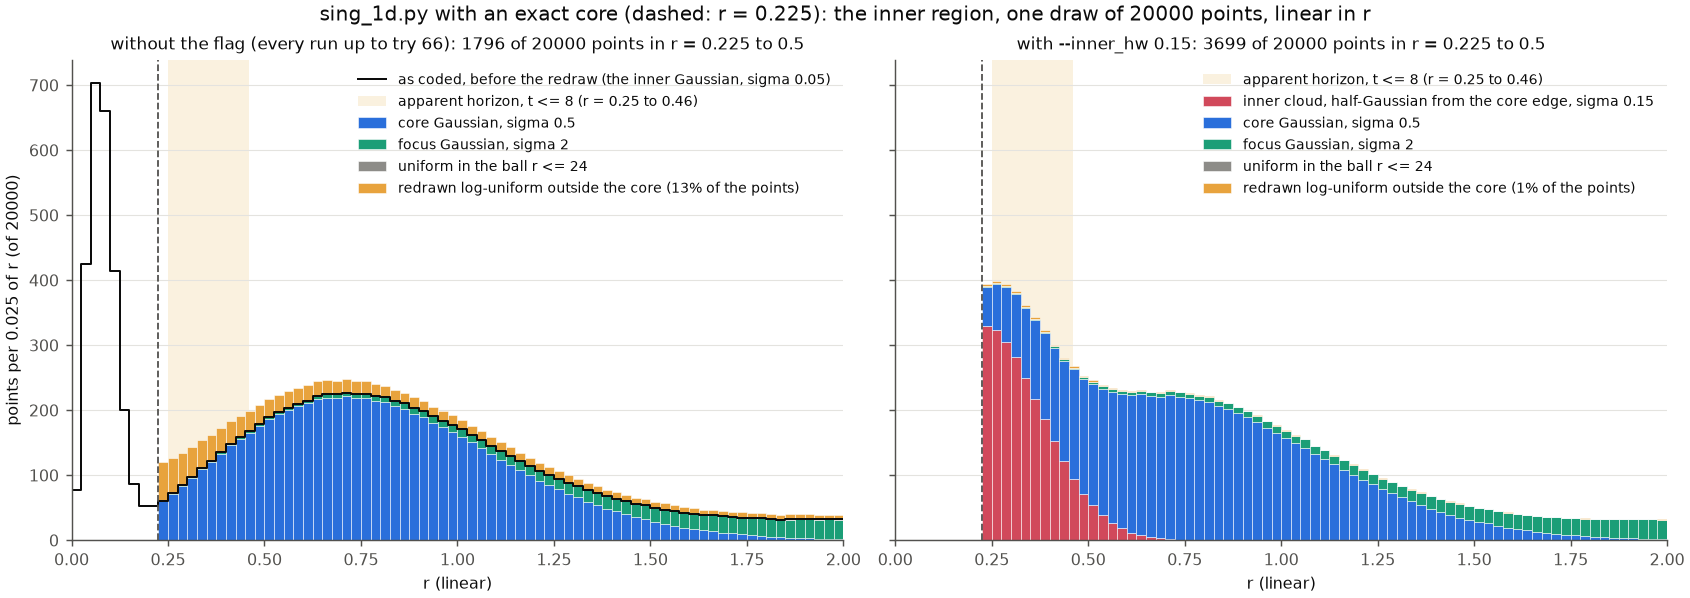 sing_1d.py with an exact core (dashed: r = 0.225): the inner region, one draw of 20000 points, linear in r
without the flag (every run up to try 66): 1796 of 20000 points in r = 0.225 to 0.5
as coded, before the redraw (the inner Gaussian, sigma 0.05)
apparent horizon, t <= 8 (r = 0.25 to 0.46)
core Gaussian, sigma 0.5
focus Gaussian, sigma 2
uniform in the ball r <= 24
redrawn log-uniform outside the core (13% of the points)
points per 0.025 of r (of 20000)
700
600
500
400
300
200
100
0
0.00 0.25 0.50 0.75 1.00 1.25 1.50 1.75 2.00
r (linear)
with --inner_hw 0.15: 3699 of 20000 points in r = 0.225 to 0.5
apparent horizon, t <= 8 (r = 0.25 to 0.46)
inner cloud, half-Gaussian from the core edge, sigma 0.15
core Gaussian, sigma 0.5
focus Gaussian, sigma 2
uniform in the ball r <= 24
redrawn log-uniform outside the core (1% of the points)
0.00 0.25 0.50 0.75 1.00 1.25 1.50 1.75 2.00
r (linear)